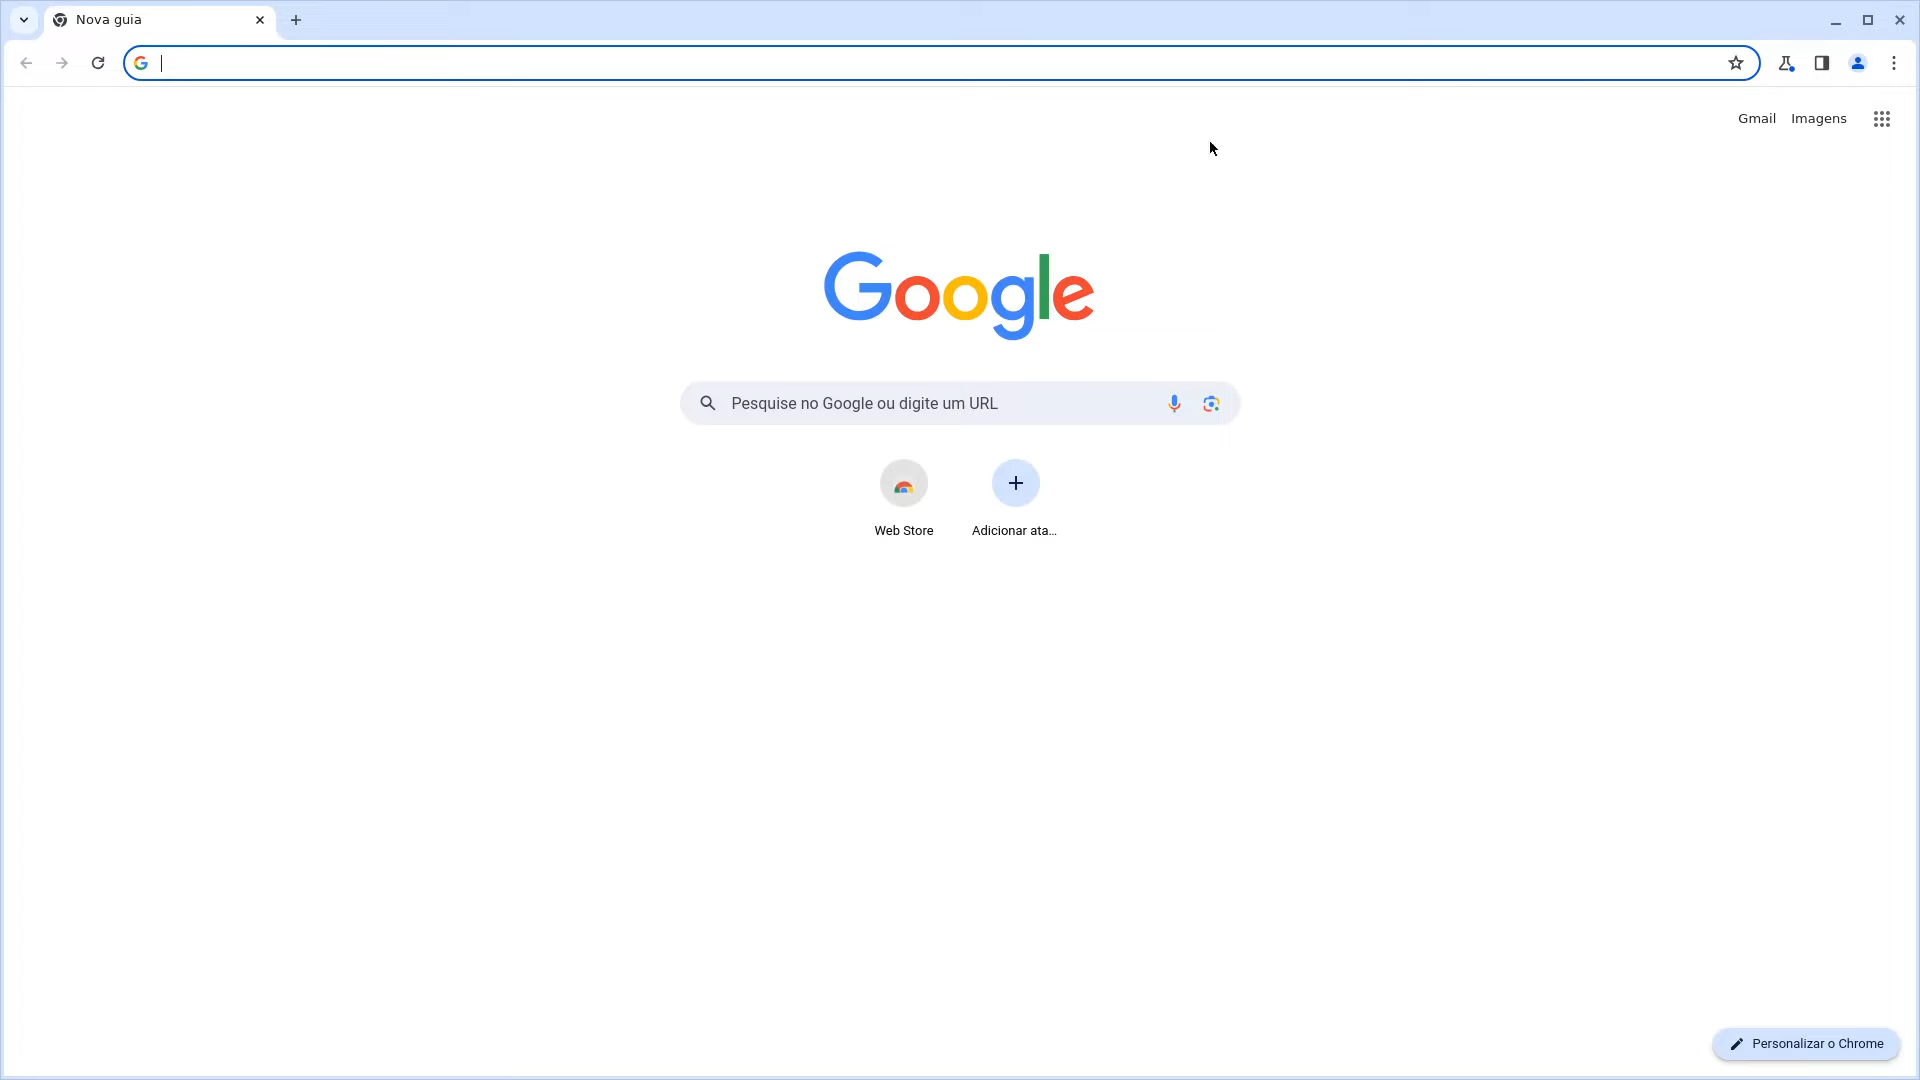 Nova guia
Gmail Imagens
Google
Pesquise no Google ou digite um URL
Web Store
Adicionar ata...
Personalizar o Chrome